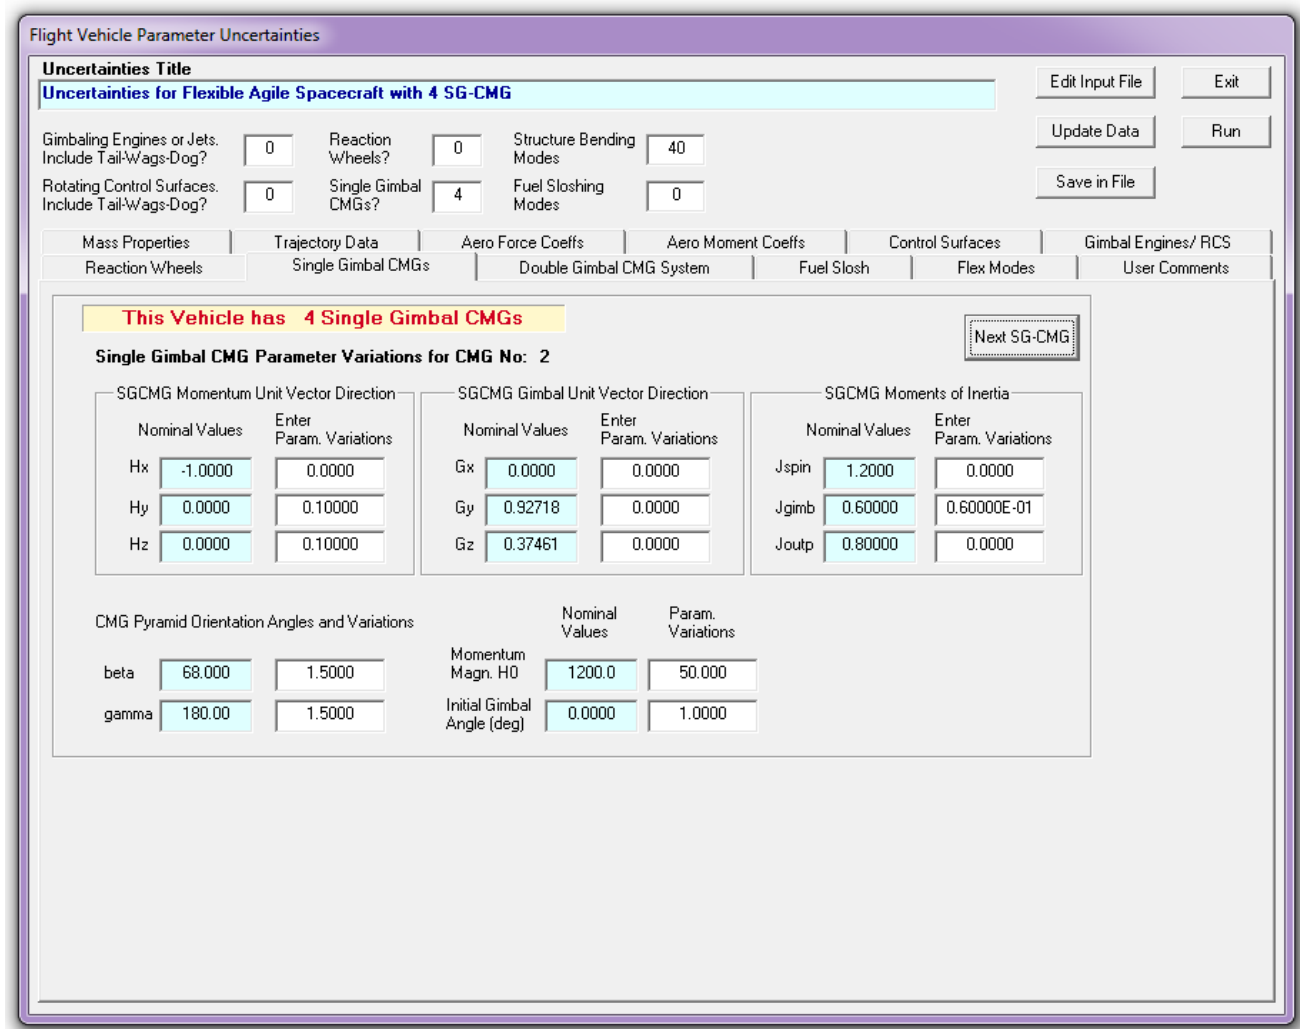 Flight Vehicle Parameter Uncertainties
Uncertainties Title
Uncertainties for Flexible Agile Spacecraft with 4 SG-CMG
Edit Input File
Exit
Update Data
Run
Save in File
Gimbaling Engines or Jets.
Include Tail-Wags-Dog?
0
Reaction
Wheels?
0
Structure Bending
Modes
40
Rotating Control Surfaces.
Include Tail-Wags-Dog?
0
Single Gimbal
CMGs?
4
Fuel Sloshing
Modes
0
Mass Properties
Trajectory Data
Aero Force Coeffs
Aero Moment Coeffs
Control Surfaces
Gimbal Engines/ RCS
Reaction Wheels
Single Gimbal CMGs
Double Gimbal CMG System
Fuel Slosh
Flex Modes
User Comments
This Vehicle has 4 Single Gimbal CMGs
Next SG-CMG
Single Gimbal CMG Parameter Variations for CMG No: 2
SGCMG Momentum Unit Vector Direction
Nominal Values
Enter
Param. Variations
Hx -1.0000 0.0000
Hy 0.0000 0.10000
Hz 0.0000 0.10000
SGCMG Gimbal Unit Vector Direction
Nominal Values
Enter
Param. Variations
Gx 0.0000 0.0000
Gy 0.92718 0.0000
Gz 0.37461 0.0000
SGCMG Moments of Inertia
Nominal Values
Enter
Param. Variations
Jspin 1.2000 0.0000
Jgimb 0.60000 0.60000E-01
Joutp 0.80000 0.0000
CMG Pyramid Orientation Angles and Variations
beta 68.000 1.5000
gamma 180.00 1.5000
Nominal
Values
Param.
Variations
Momentum
Magn. H0
1200.0 50.000
Initial Gimbal
Angle (deg)
0.0000 1.0000